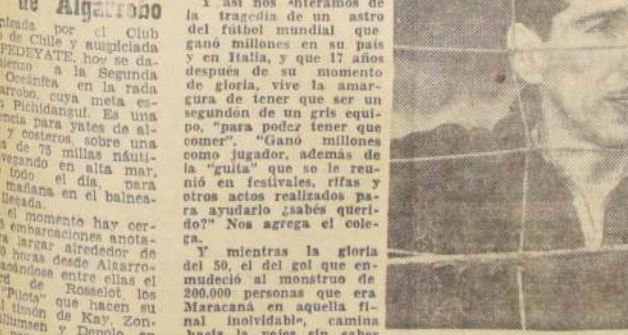 de Algarrobo
por el Club
de Chile y auspiciada
FEDEYATE, hoy se da-
a la Segunda
Oceánica en la rada
cuya meta es-
Pichidangui. Es una
para yates de al-
y costeros, sobre una
de 75 millas náuti-
en alta mar,
todo el día, para
mañana en el balnea-
llegada.
el momento hay cer-
embarcaciones anota-
largar alrededor de
horas desde Algarro-
entre ellas el
de Rosselot, los
"Pilots" que hacen su
timón de Kay, Zon-
y en
Y así nos enteramos de
la tragedia de un astro
del fútbol mundial que
ganó millones en su país
y en Italia, y que 17 años
después de su momento
de gloria, vive la amar-
gura de tener que ser un
segundón de un gris equi-
po, "para poder tener que
comer". "Ganó millones
como jugador, además de
la "guita" que se le reu-
nió en festivales, rifas y
otros actos realizados pa-
ra ayudarlo ¿sabés queri-
do?" Nos agrega el cole-
ga.
Y mientras la gloria
del 50, el del gol que en-
mudeció al monstruo de
200.000 personas que era
Maracaná en aquella fi-
nal inolvidable, camina
hacia la vejez sin saber